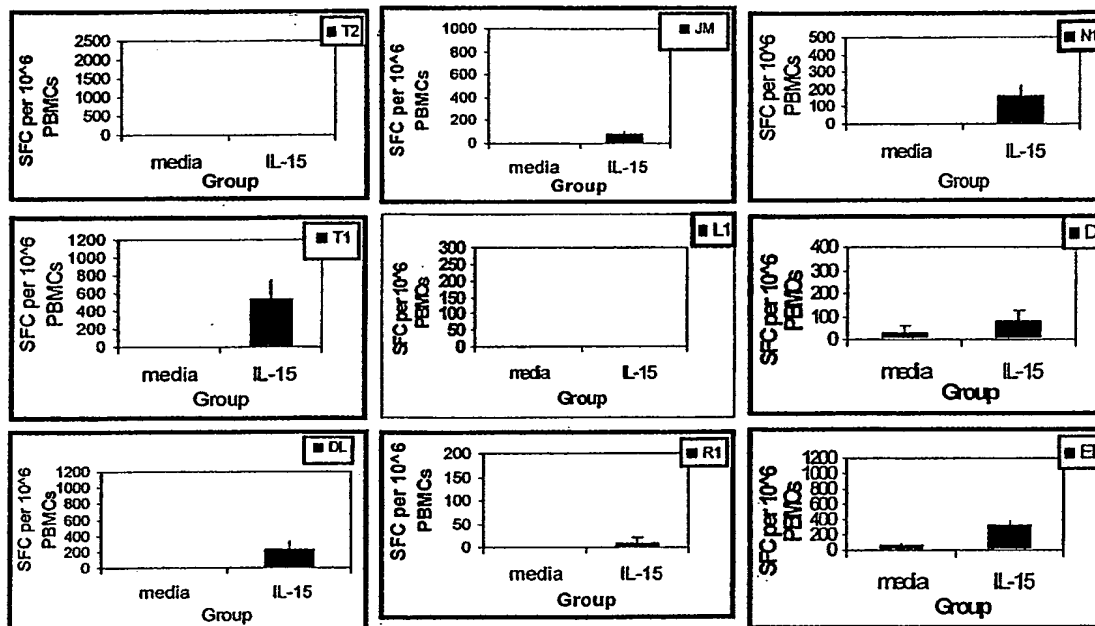 T2
SFC per 10^6
PBMCs
2500
2000
1500
1000
500
0
media IL-15
Group
JM
SFC per 10^6
PBMCs
1000
800
600
400
200
0
media IL-15
Group
N1
SFC per 10^6
PBMCs
500
400
300
200
100
0
media IL-15
Group
T1
SFC per 10^6
PBMCs
1200
1000
800
600
400
200
0
media IL-15
Group
L1
SFC per 10^6
PBMCs
300
250
200
150
100
50
0
media IL-15
Group
SFC per 10^6
PBMCs
400
300
200
100
0
media IL-15
Group
DL
SFC per 10^6
PBMCs
1200
1000
800
600
400
200
0
media IL-15
Group
R1
SFC per 10^6
PBMCs
200
150
100
50
0
media IL-15
Group
SFC per 10^6
PBMCs
1200
1000
800
600
400
200
0
media IL-15
Group